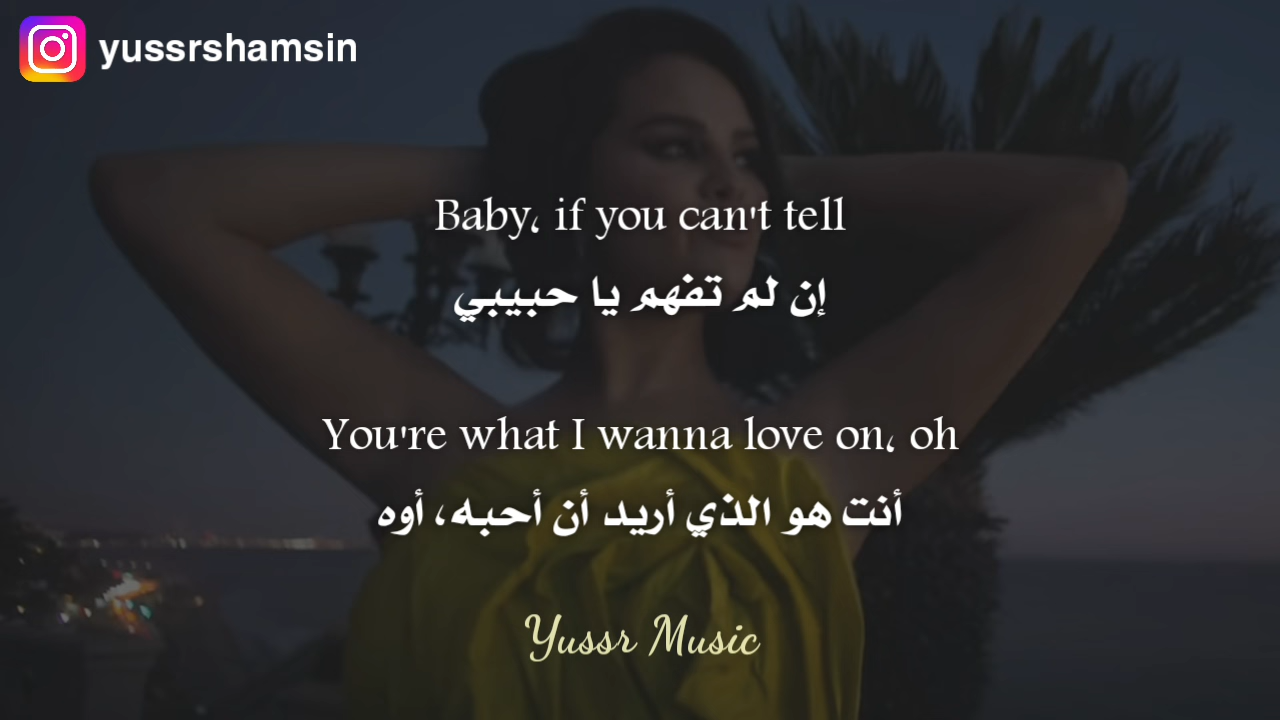 yussrshamsin
Baby، if you can't tell
إن لم تفهم يا حبيبي
You're what I wanna love on، oh
أنت هو الذي أريد أن أحبه، أوه
Yussr Music